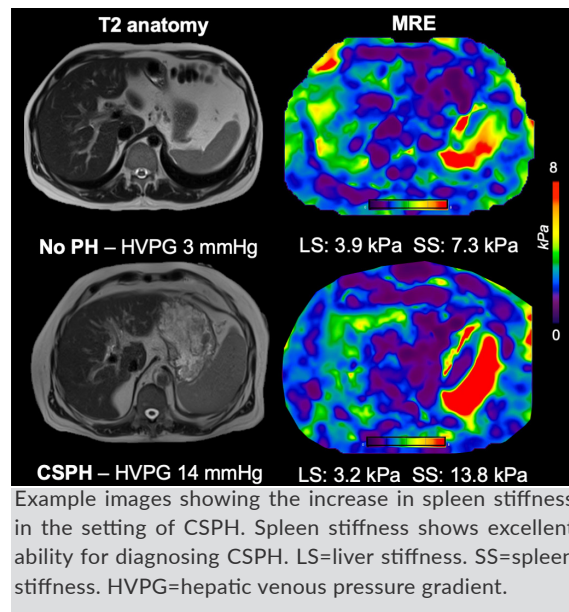 T2 anatomy
MRE
No PH – HVPG 3 mmHg
LS: 3.9 kPa SS: 7.3 kPa
8
kPa
0
CSPH – HVPG 14 mmHg
LS: 3.2 kPa SS: 13.8 kPa
Example images showing the increase in spleen stiffness
in the setting of CSPH. Spleen stiffness shows excellent
ability for diagnosing CSPH. LS=liver stiffness. SS=spleen
stiffness. HVPG=hepatic venous pressure gradient.